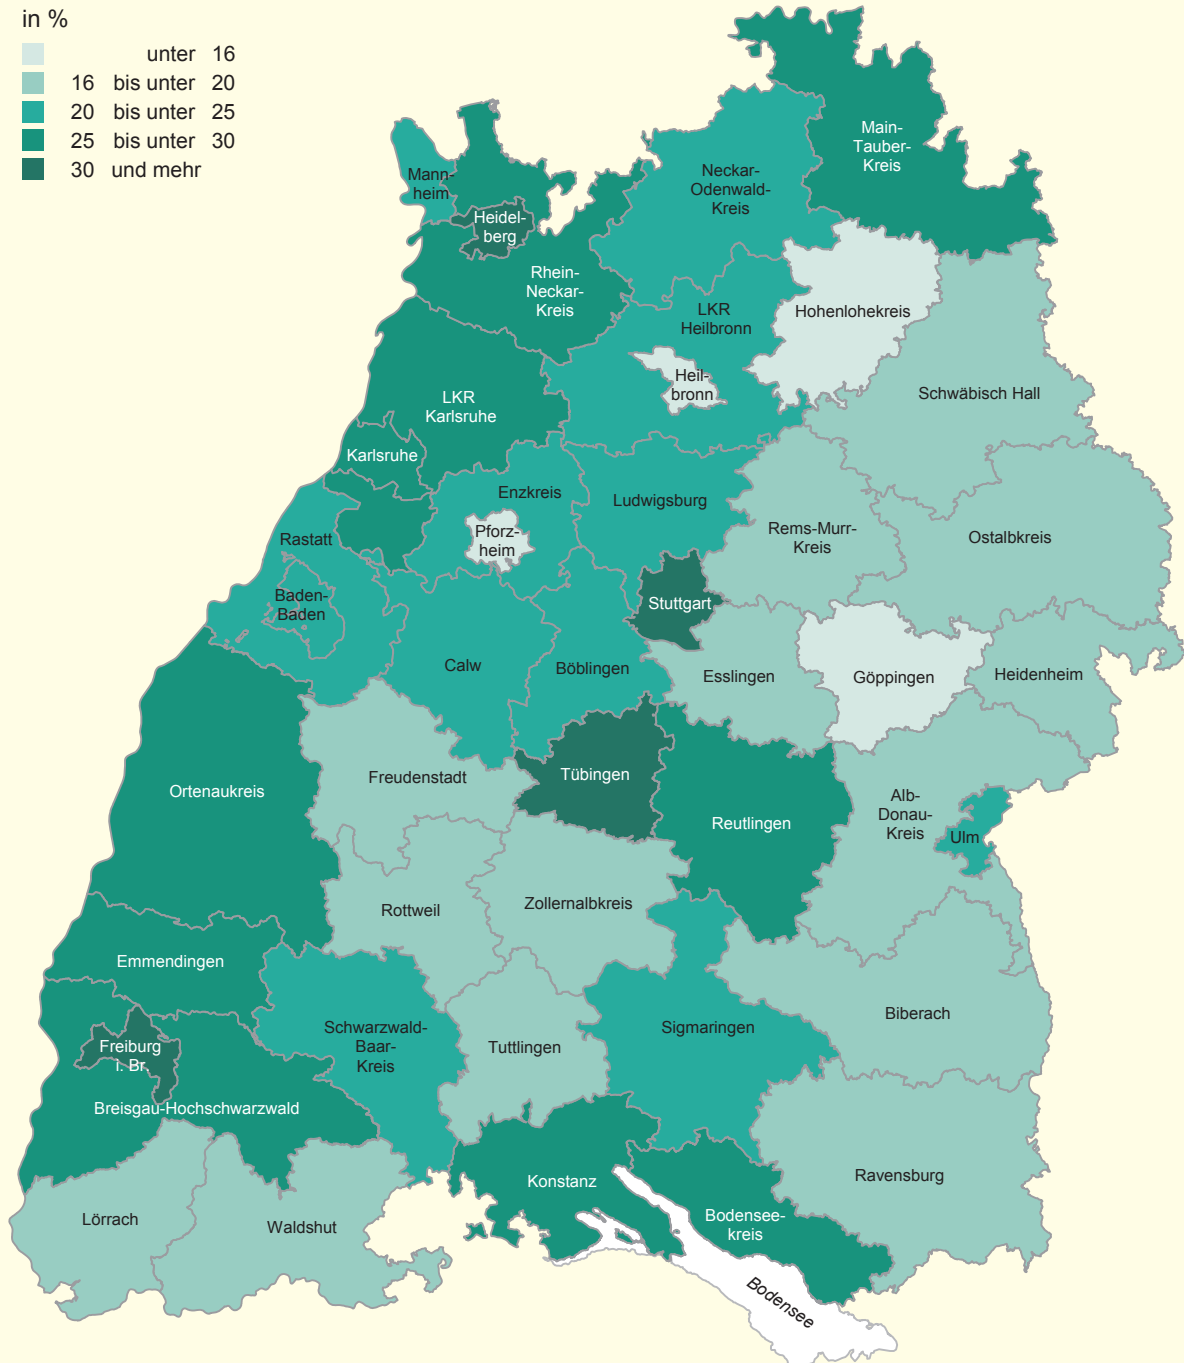 in %
unter 16
16 bis unter 20
20 bis unter 25
25 bis unter 30
30 und mehr
Main-
Tauber-
Kreis
Mann-
heim
Neckar-
Odenwald-
Kreis
Heidel-
berg
Rhein-
Neckar-
Kreis
LKR
Heilbronn
Hohenlohekreis
Heil-
bronn
Schwäbisch Hall
LKR
Karlsruhe
Karlsruhe
Enzkreis
Ludwigsburg
Pforz-
heim
Rems-Murr-
Kreis
Ostalbkreis
Rastatt
Baden-
Baden
Stuttgart
Calw
Böblingen
Esslingen
Göppingen
Heidenheim
Ortenaukreis
Freudenstadt
Tübingen
Reutlingen
Alb-
Donau-
Kreis
Ulm
Rottweil
Zollernalbkreis
Emmendingen
Freiburg
i. Br.
Schwarzwald-
Baar-
Kreis
Tuttlingen
Sigmaringen
Biberach
Breisgau-Hochschwarzwald
Konstanz
Ravensburg
Lörrach
Waldshut
Bodensee-
kreis
Bodensee